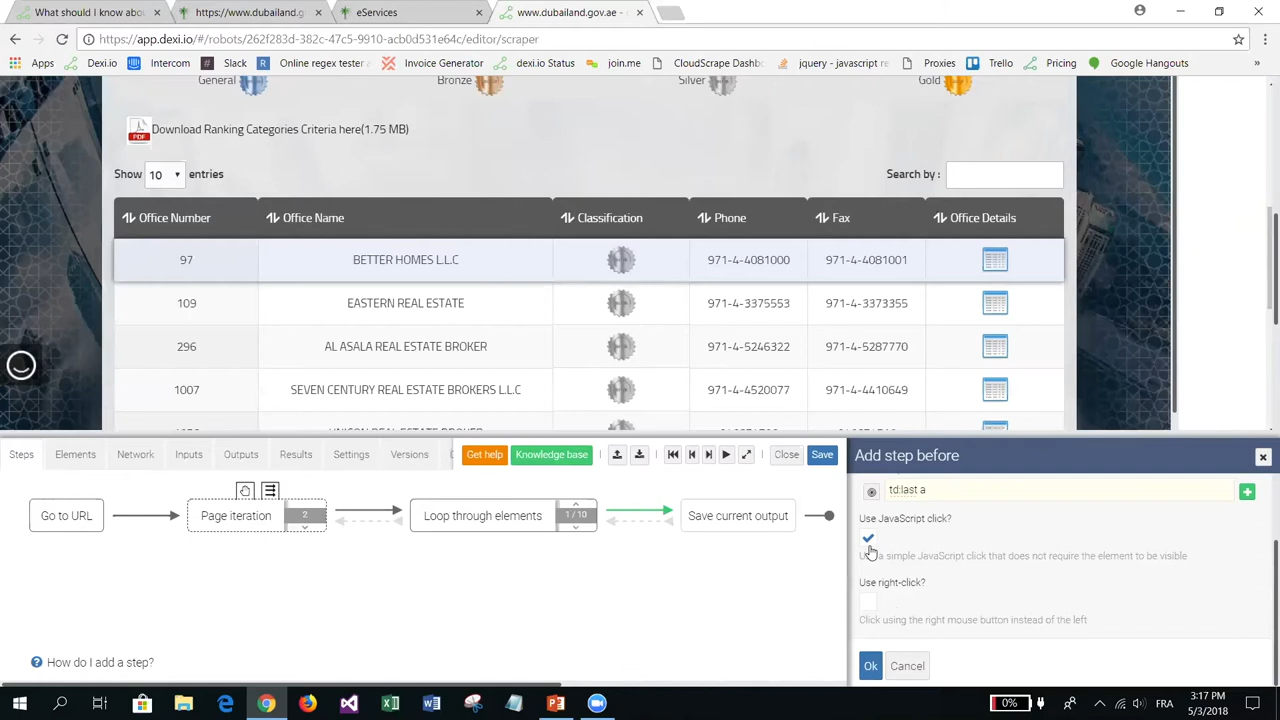 What should I know abou
https://www.dubailand.g
eServices
www.dubailand.gov.ae -
https://app.dexi.io/#/robots/262f283d-382c-47c5-9910-acb0d531e64c/editor/scraper
Apps Dexi.io Intercom Slack Online regex tester Invoice Generator dexi.io Status join.me CloudScrape Dashbo jquery - javascript re Proxies Trello Pricing Google Hangouts »
General Bronze Silver Gold
Download Ranking Categories Criteria here(1.75 MB)
Show 10 entries Search by :
Office Number Office Name Classification Phone Fax Office Details
97 BETTER HOMES L.L.C 971-4-4081000 971-4-4081001
109 EASTERN REAL ESTATE 971-4-3375553 971-4-3373355
296 AL ASALA REAL ESTATE BROKER 971-4-5246322 971-4-5287770
1007 SEVEN CENTURY REAL ESTATE BROKERS L.L.C 971-4-4520077 971-4-4410649
Steps Elements Network Inputs Outputs Results Settings Versions Get help Knowledge base Close Save
Add step before
td:last a
Use JavaScript click?
a simple JavaScript click that does not require the element to be visible
Use right-click?
Click using the right mouse button instead of the left
Ok Cancel
Go to URL Page iteration 2 Loop through elements 1 / 10 Save current output
How do I add a step?
0% FRA 3:17 PM
5/3/2018